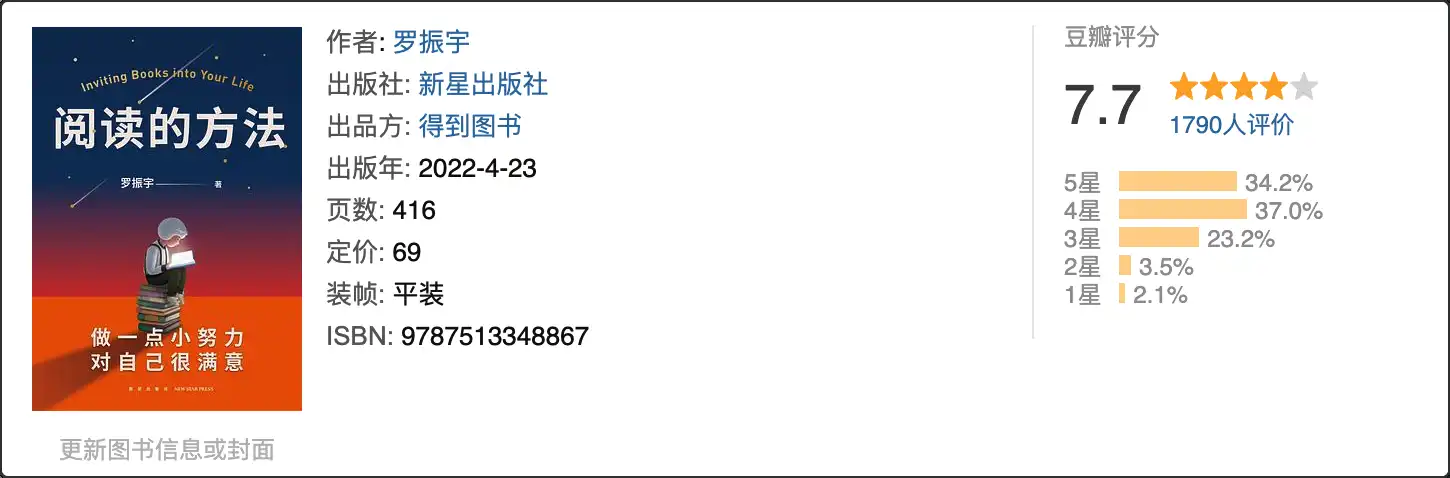 Inviting Books into Your Life
阅读的方法
罗振宇 著
做一点小努力
对自己很满意
新星出版社 NEW STAR PRESS
更新图书信息或封面
作者: 罗振宇
出版社: 新星出版社
出品方: 得到图书
出版年: 2022-4-23
页数: 416
定价: 69
装帧: 平装
ISBN: 9787513348867
豆瓣评分
7.7
1790人评价
5星 34.2%
4星 37.0%
3星 23.2%
2星 3.5%
1星 2.1%